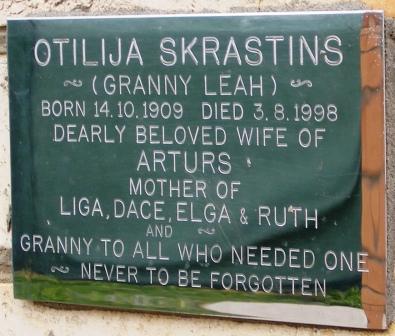 OTILIJA SKRASTINS
~ (GRANNY LEAH) ~
BORN 14.10.1909 DIED 3.8.1998
DEARLY BELOVED WIFE OF
ARTURS
MOTHER OF
LIGA, DACE, ELGA & RUTH
AND
GRANNY TO ALL WHO NEEDED ONE
~ NEVER TO BE FORGOTTEN